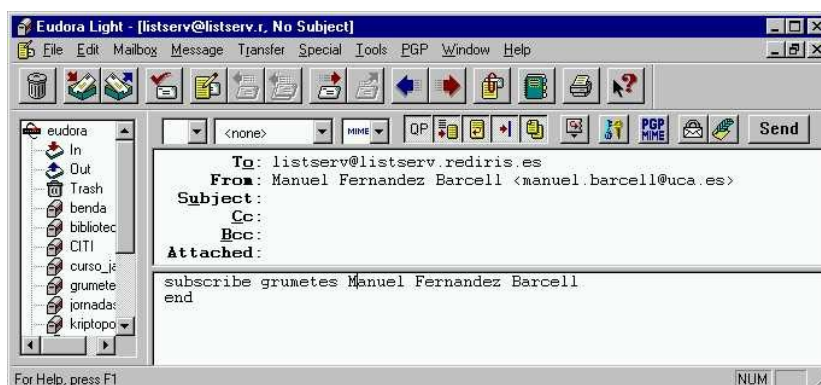 Eudora Light - [listserv@listserv.r, No Subject]
File Edit Mailbox Message Transfer Special Tools PGP Window Help
<none> MIME QP PGP MIME Send
eudora
In
Out
Trash
benda
bibliotec
CITI
curso_ja
grumete
jornadas
kriptopo
To: listserv@listserv.rediris.es
From: Manuel Fernandez Barcell <manuel.barcell@uca.es>
Subject:
Cc:
Bcc:
Attached:
subscribe grumetes Manuel Fernandez Barcell
end
For Help, press F1
NUM